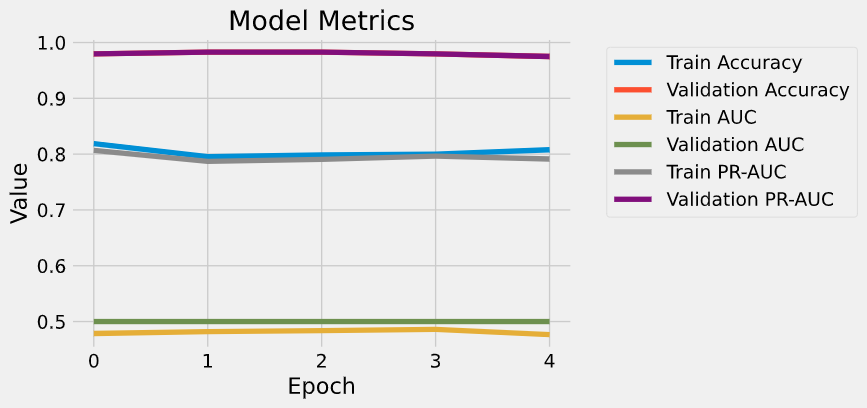 Model Metrics
1.0
0.9
0.8
0.7
0.6
0.5
Value
0 1 2 3 4
Epoch
Train Accuracy
Validation Accuracy
Train AUC
Validation AUC
Train PR-AUC
Validation PR-AUC